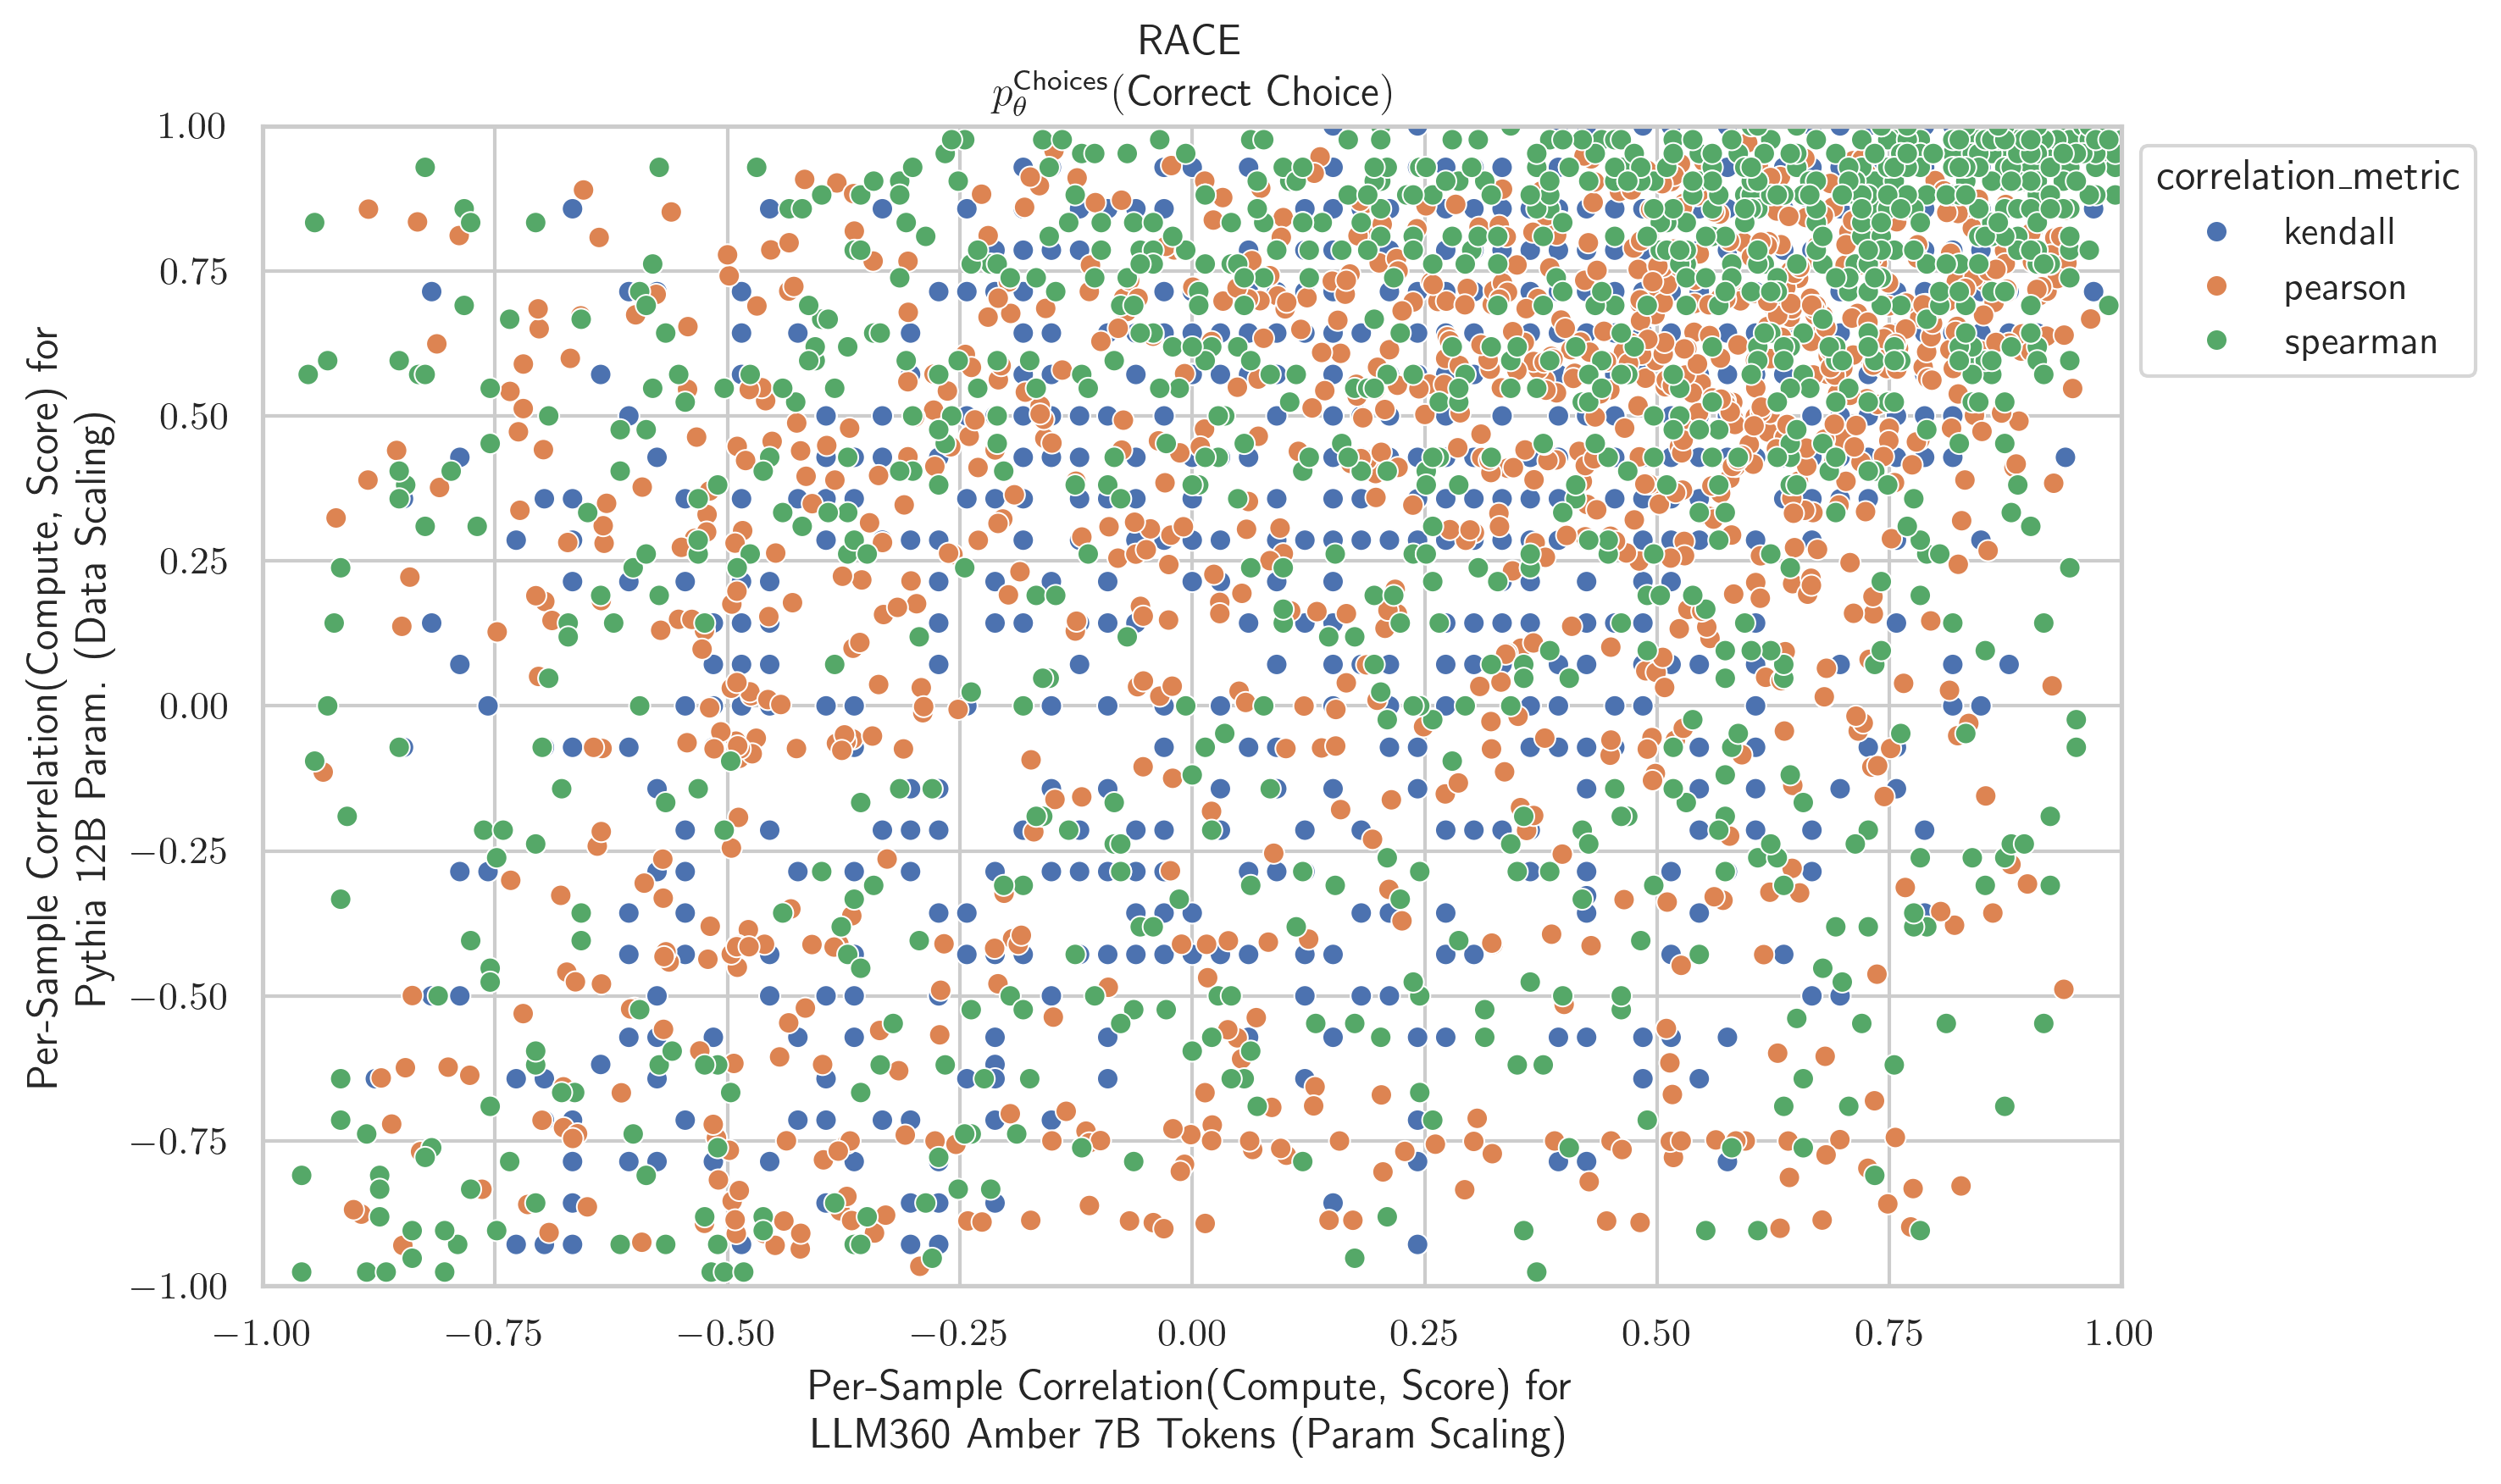 RACE
p_θ^Choices(Correct Choice)
1.00
0.75
0.50
0.25
0.00
−0.25
−0.50
−0.75
−1.00
Per-Sample Correlation(Compute, Score) for
Pythia 12B Param. (Data Scaling)
−1.00 −0.75 −0.50 −0.25 0.00 0.25 0.50 0.75 1.00
Per-Sample Correlation(Compute, Score) for
LLM360 Amber 7B Tokens (Param Scaling)
correlation_metric
kendall
pearson
spearman